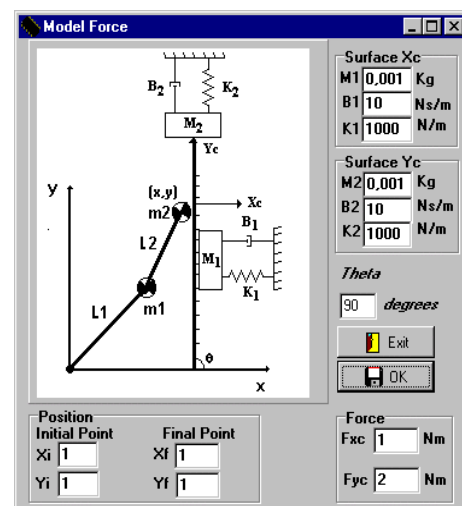 Model Force
B2
K2
M2
Yc
y
(x,y)
m2
Xc
B1
L2
M1
K1
m1
L1
θ
x
Surface Xc
M1 0,001 Kg
B1 10 Ns/m
K1 1000 N/m
Surface Yc
M2 0,001 Kg
B2 10 Ns/m
K2 1000 N/m
Theta
90 degrees
Exit
OK
Position
Initial Point Final Point
Xi 1 Xf 1
Yi 1 Yf 1
Force
Fxc 1 Nm
Fyc 2 Nm